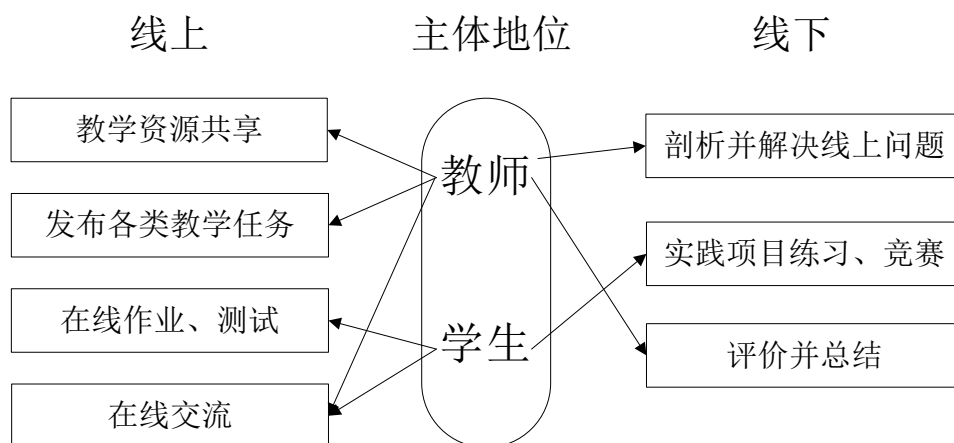 线上
主体地位
线下
教学资源共享
发布各类教学任务
在线作业、测试
在线交流
教师
学生
剖析并解决线上问题
实践项目练习、竞赛
评价并总结